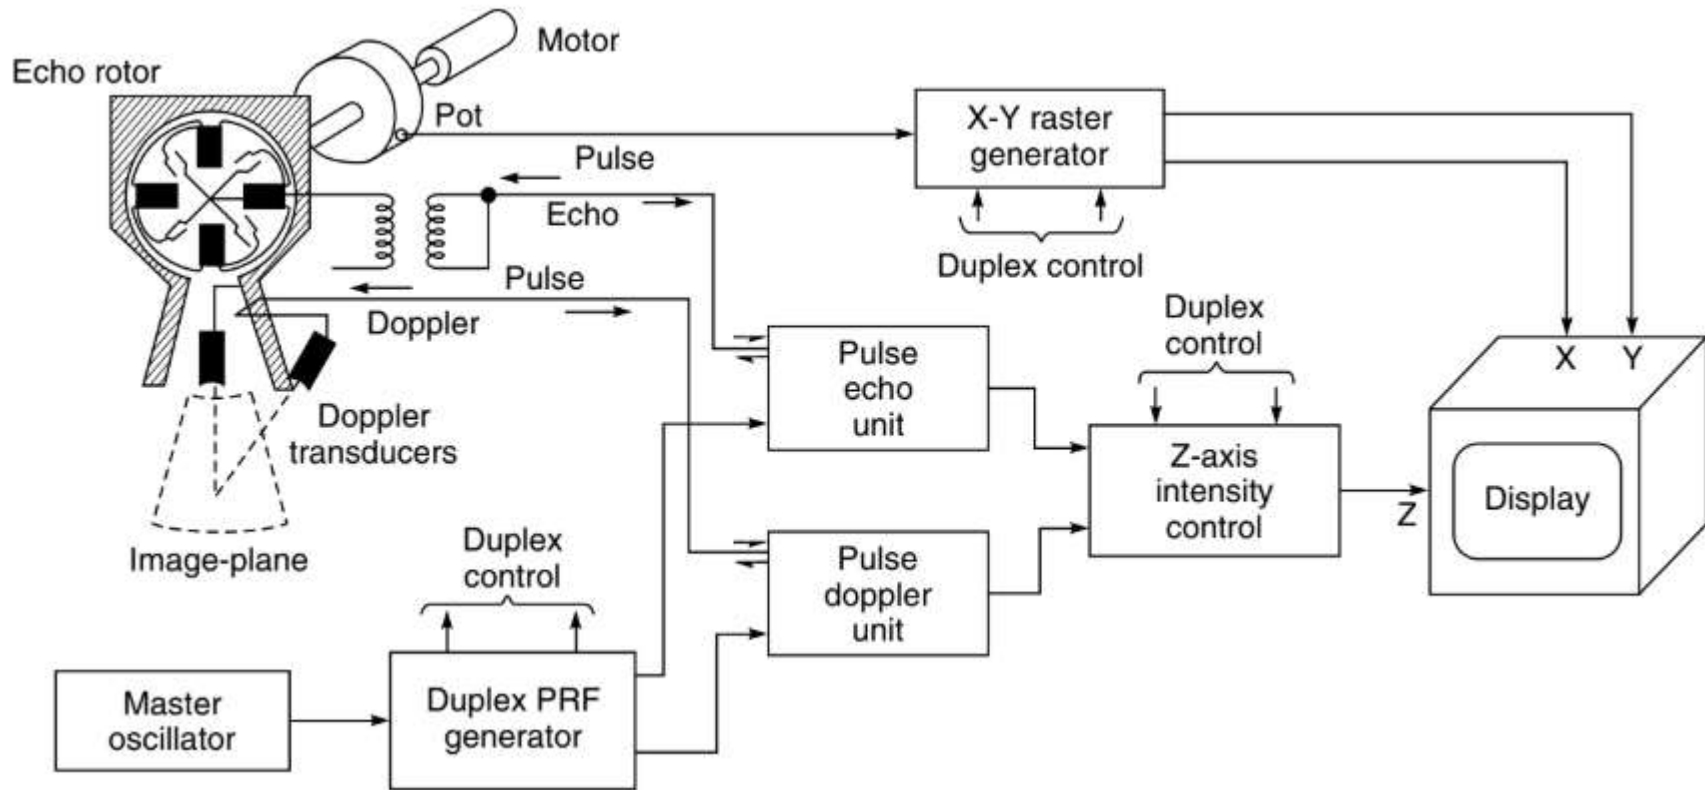 Motor
Echo rotor
Pot
X-Y raster
generator
Pulse
Echo
Duplex control
Pulse
Doppler
Duplex
control
Pulse
echo
unit
X
Y
Doppler
transducers
Z-axis
intensity
control
Display
Z
Image-plane
Duplex
control
Pulse
doppler
unit
Master
oscillator
Duplex PRF
generator